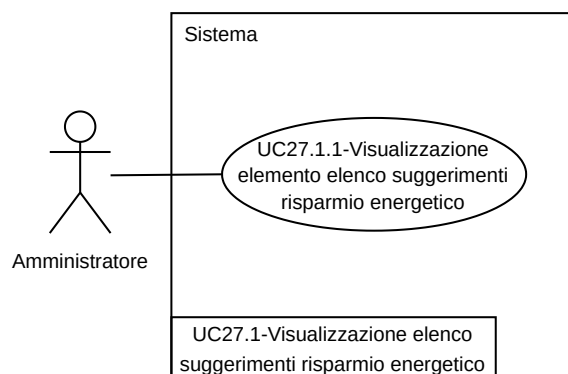 Sistema
UC27.1.1-Visualizzazione
elemento elenco suggerimenti
risparmio energetico
Amministratore
UC27.1-Visualizzazione elenco
suggerimenti risparmio energetico